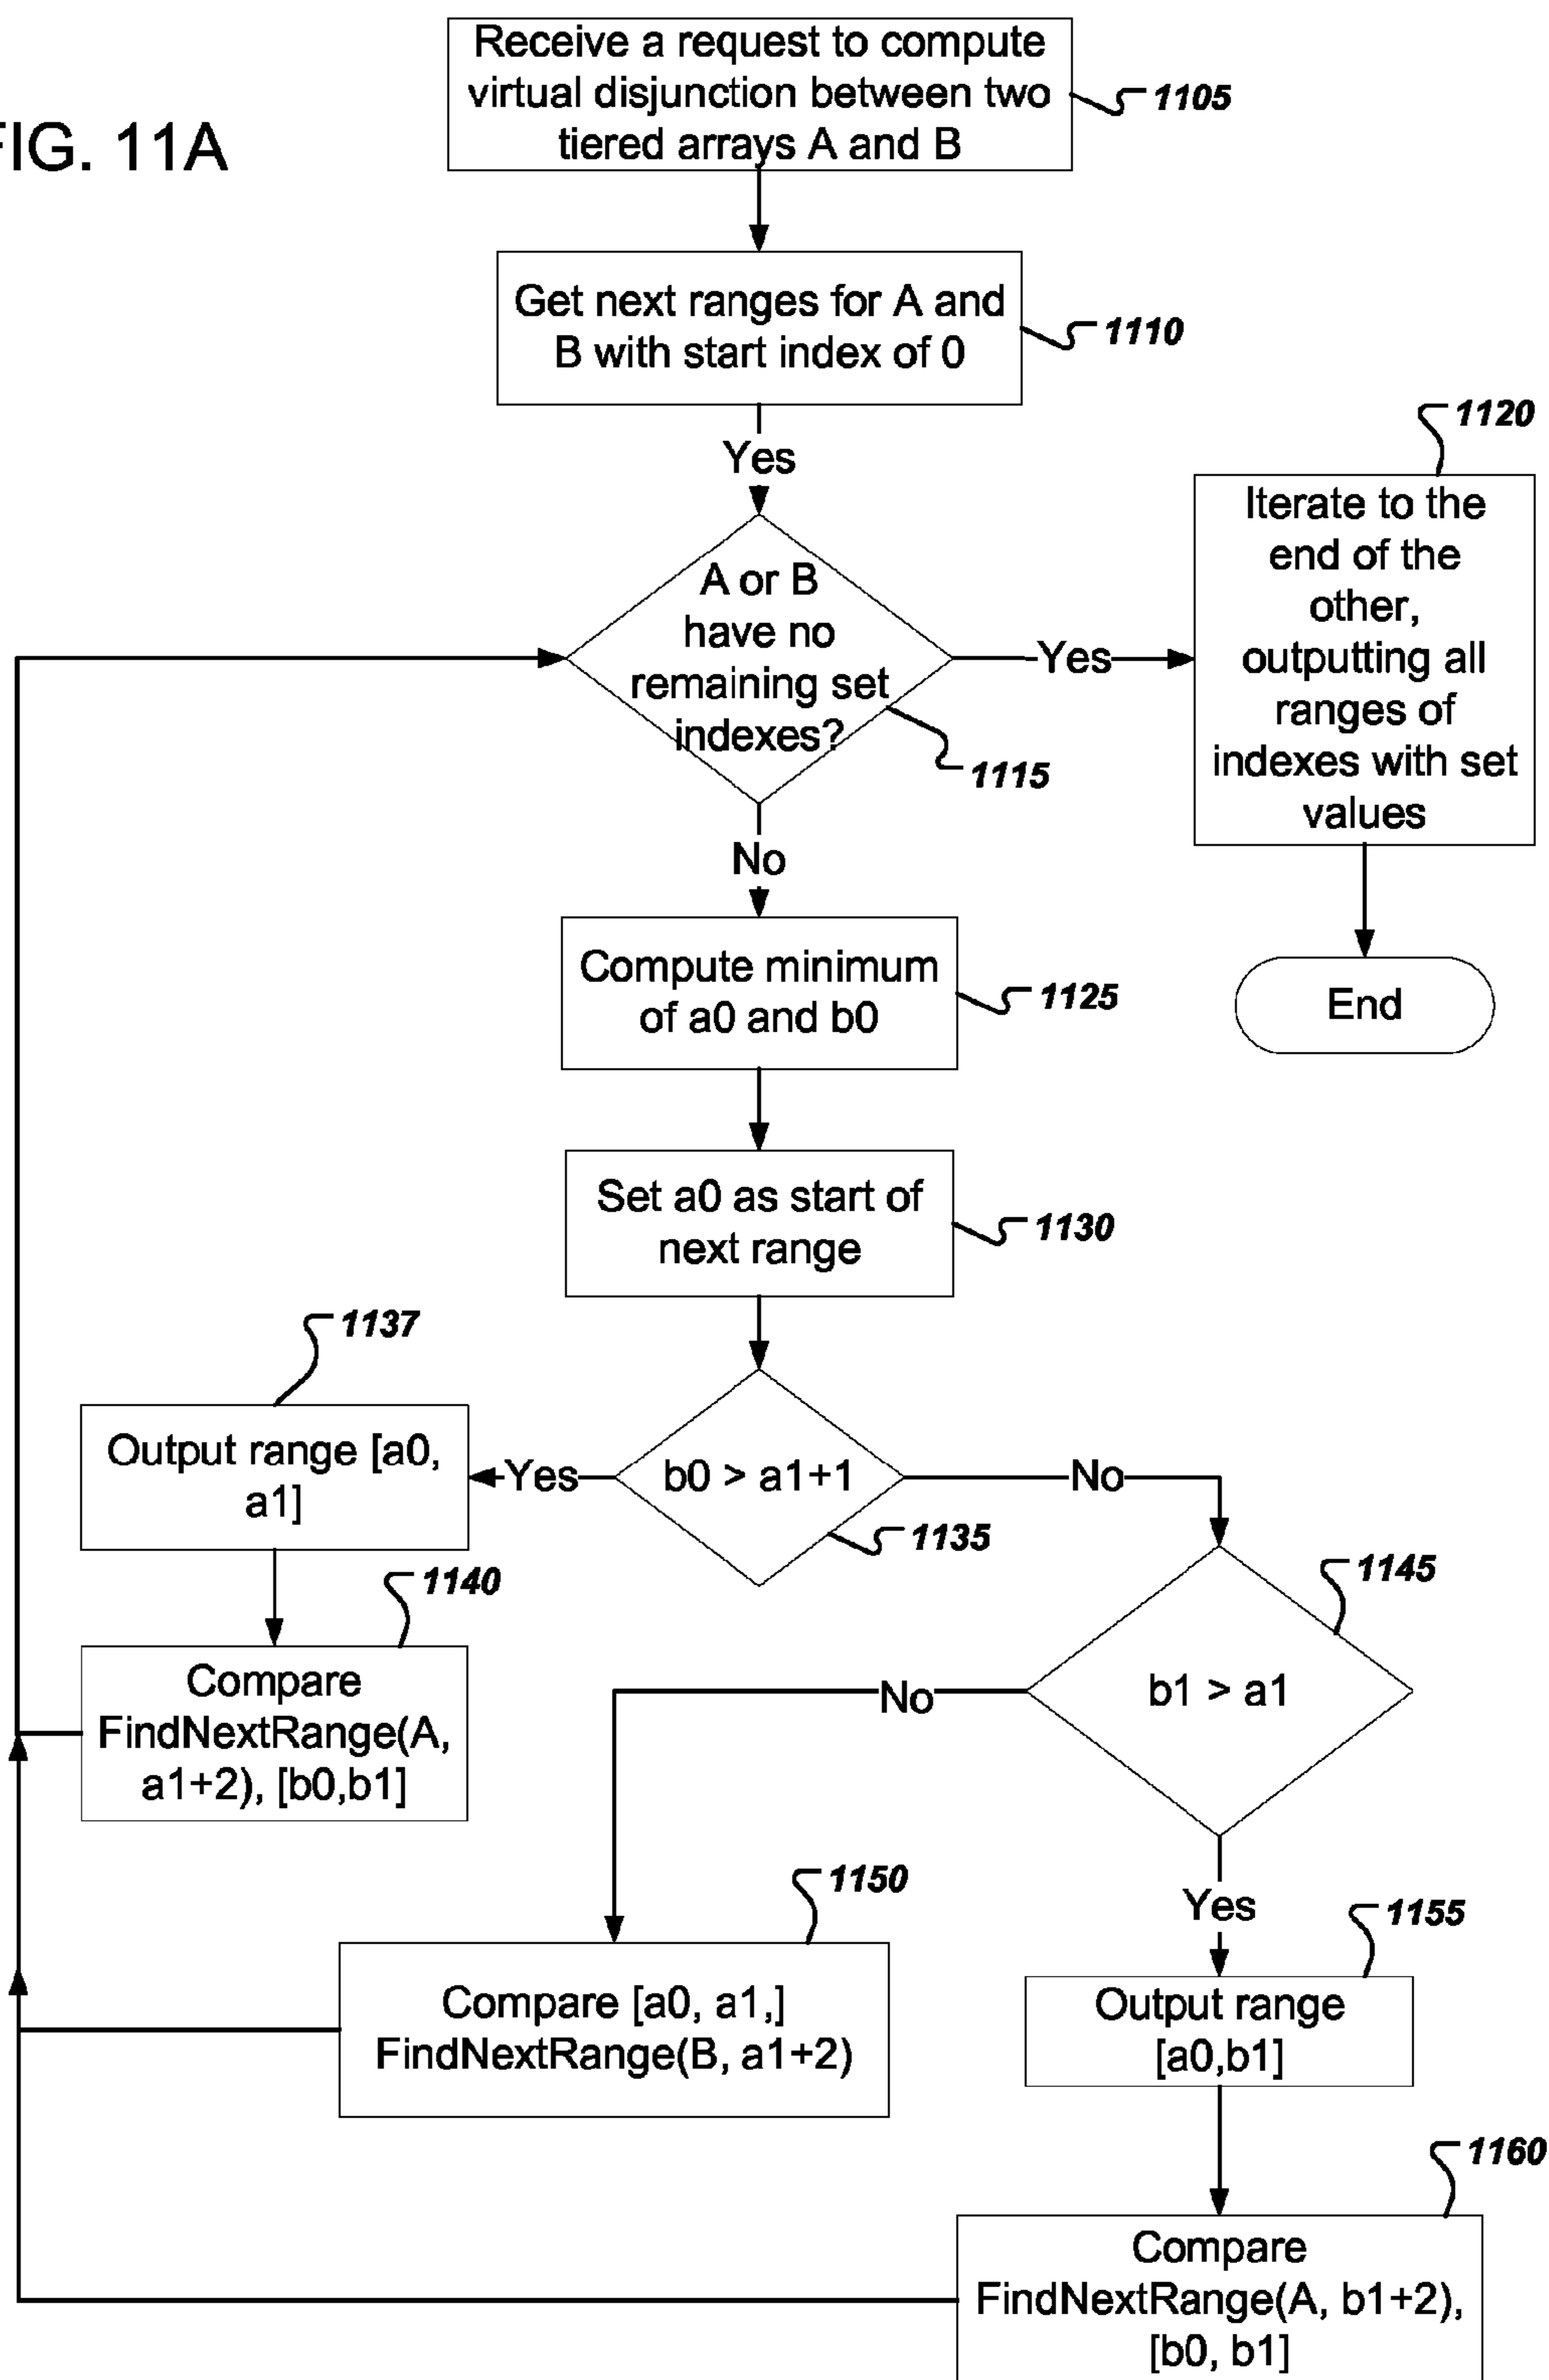 FIG. 11A
Receive a request to compute
virtual disjunction between two
tiered arrays A and B
1105
Get next ranges for A and
B with start index of 0
1110
Yes
A or B
have no
remaining set
indexes?
1115
Yes
1120
Iterate to the
end of the
other,
outputting all
ranges of
indexes with set
values
End
No
Compute minimum
of a0 and b0
1125
Set a0 as start of
next range
1130
b0 > a1+1
1135
Yes
1137
Output range [a0,
a1]
1140
Compare
FindNextRange(A,
a1+2), [b0,b1]
No
1145
b1 > a1
No
1150
Compare [a0, a1,]
FindNextRange(B, a1+2)
Yes
1155
Output range
[a0,b1]
1160
Compare
FindNextRange(A, b1+2),
[b0, b1]